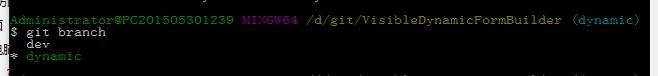 Administrator@PC201505301239 MINGW64 /d/git/VisibleDynamicFormBuilder (dynamic)
$ git branch
  dev
* dynamic